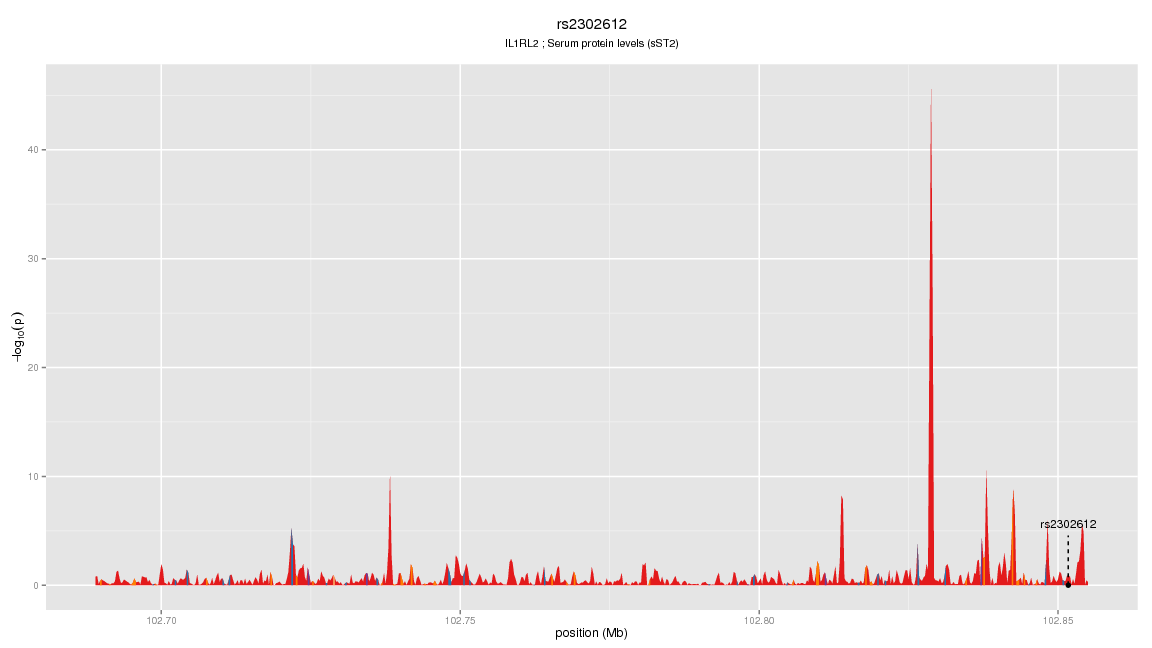 rs2302612
IL1RL2 ; Serum protein levels (sST2)
−log10(p)
40
30
20
10
0
rs2302612
102.70 102.75 102.80 102.85
position (Mb)